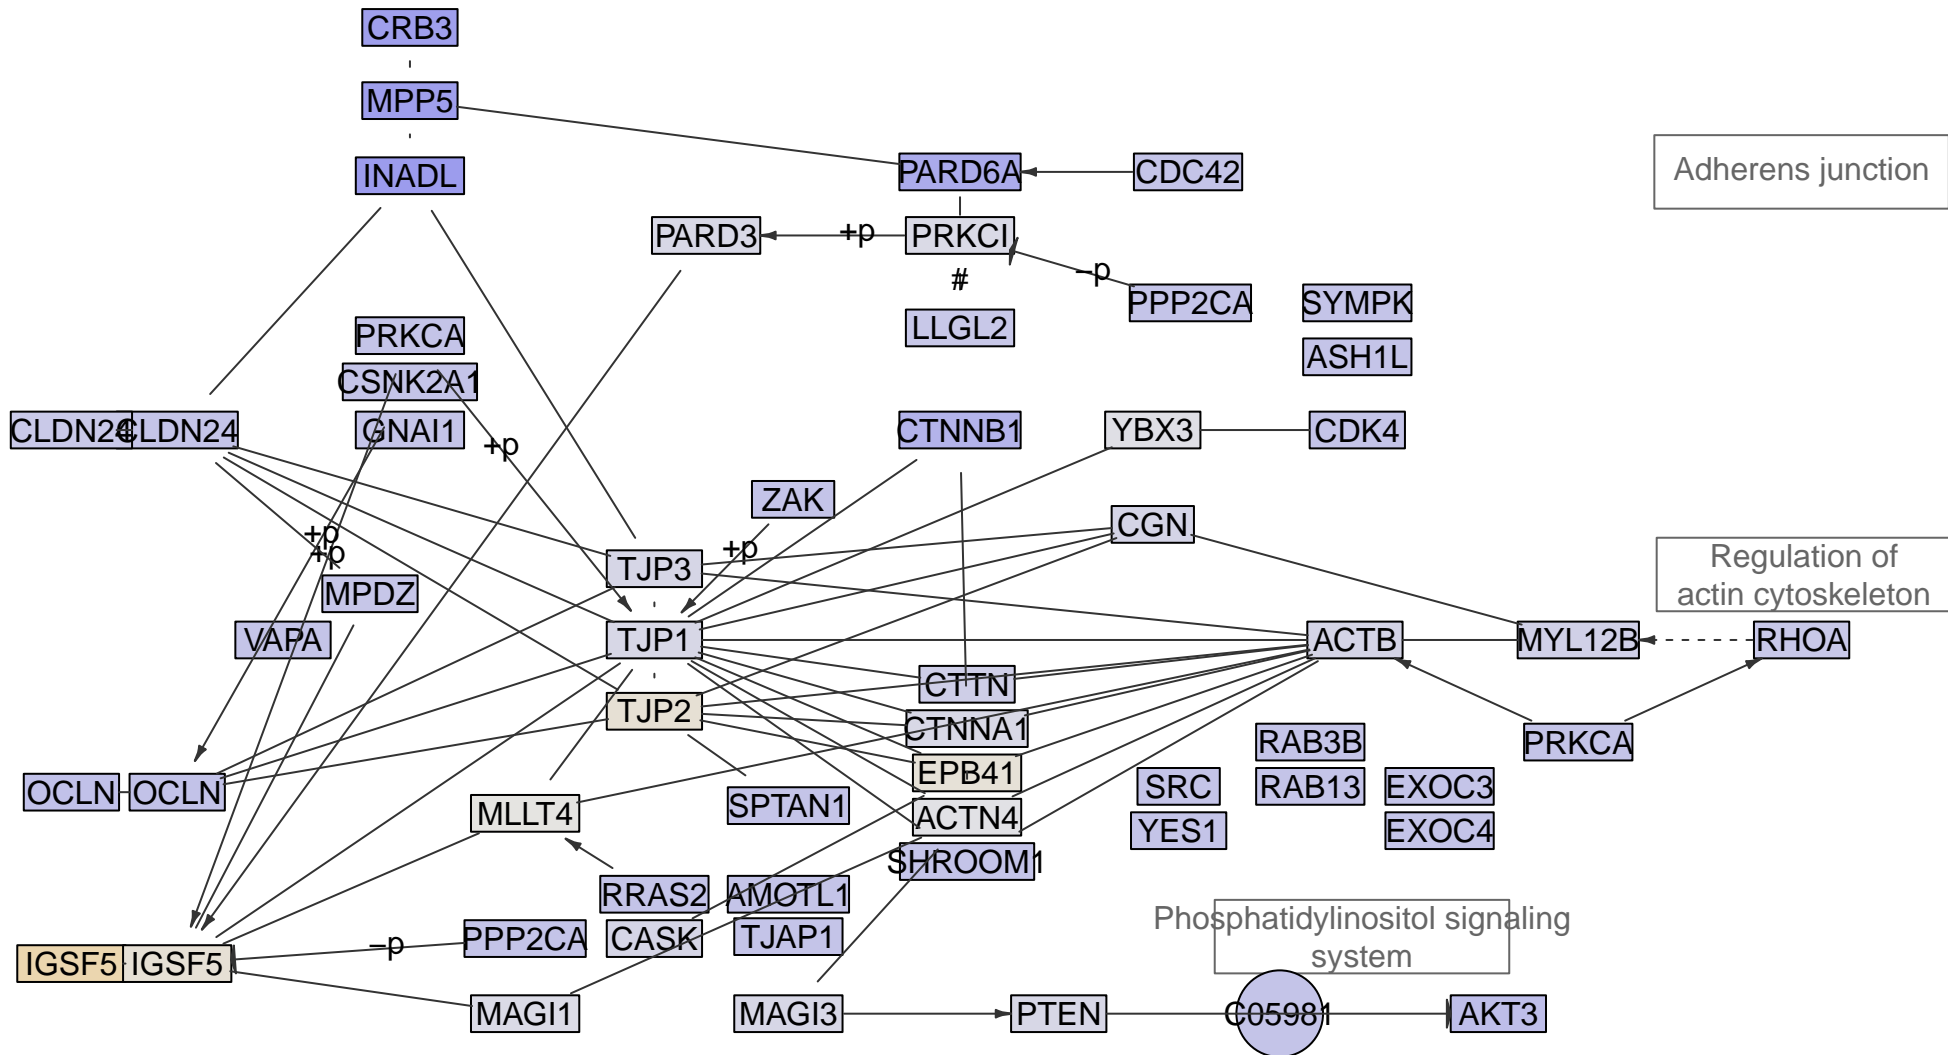 CRB3
MPP5
INADL
PARD6A
CDC42
Adherens junction
PARD3
+p
PRKCI
–p
#
PPP2CA
SYMPK
PRKCA
LLGL2
ASH1L
CSNK2A1
CLDN24
CLDN24
GNAI1
+p
CTNNB1
YBX3
CDK4
ZAK
CGN
+p
+p
+p
TJP3
Regulation of
actin cytoskeleton
MPDZ
VAPA
TJP1
ACTB
MYL12B
RHOA
CTTN
TJP2
CTNNA1
RAB3B
PRKCA
EPB41
OCLN
OCLN
SRC
RAB13
EXOC3
MLLT4
SPTAN1
ACTN4
YES1
EXOC4
SHROOM1
RRAS2
AMOTL1
Phosphatidylinositol signaling
system
–p
PPP2CA
CASK
TJAP1
IGSF5
IGSF5
MAGI1
MAGI3
PTEN
C05981
AKT3